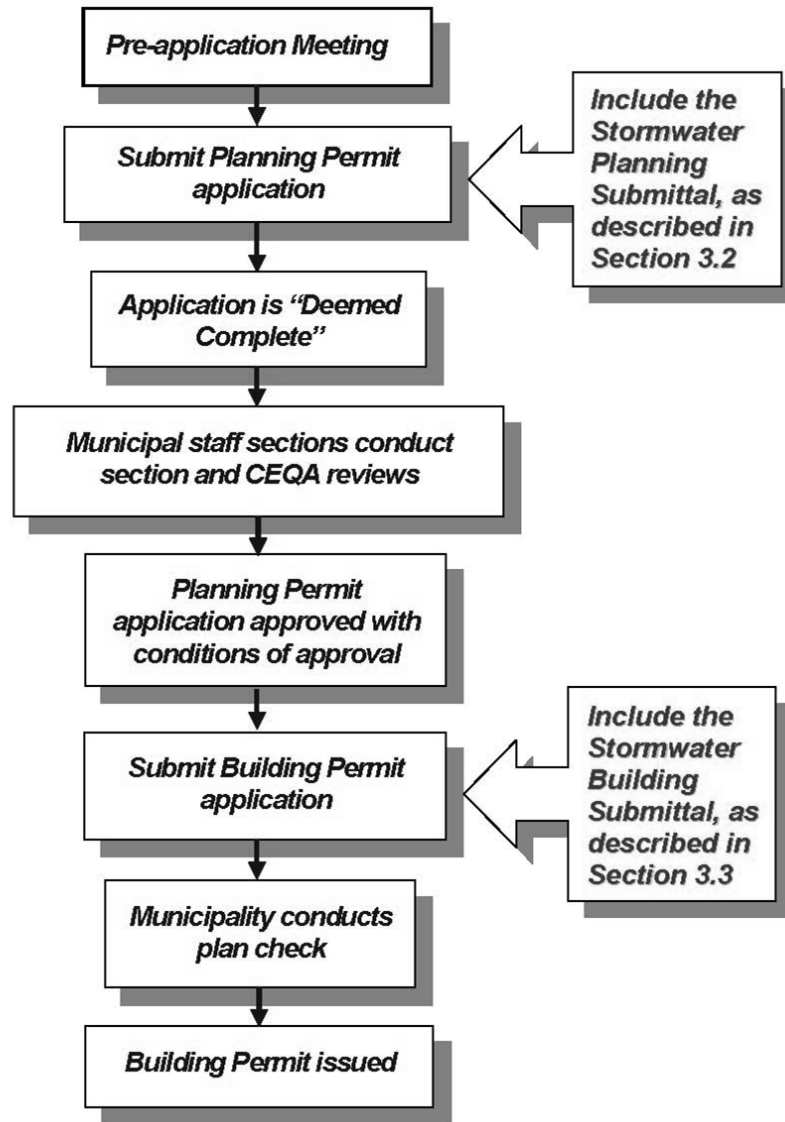 Pre-application Meeting
Include the
Stormwater
Planning
Submittal, as
described in
Section 3.2
Submit Planning Permit
application
Application is “Deemed
Complete”
Municipal staff sections conduct
section and CEQA reviews
Planning Permit
application approved with
conditions of approval
Include the
Stormwater
Building
Submittal, as
described in
Section 3.3
Submit Building Permit
application
Municipality conducts
plan check
Building Permit issued